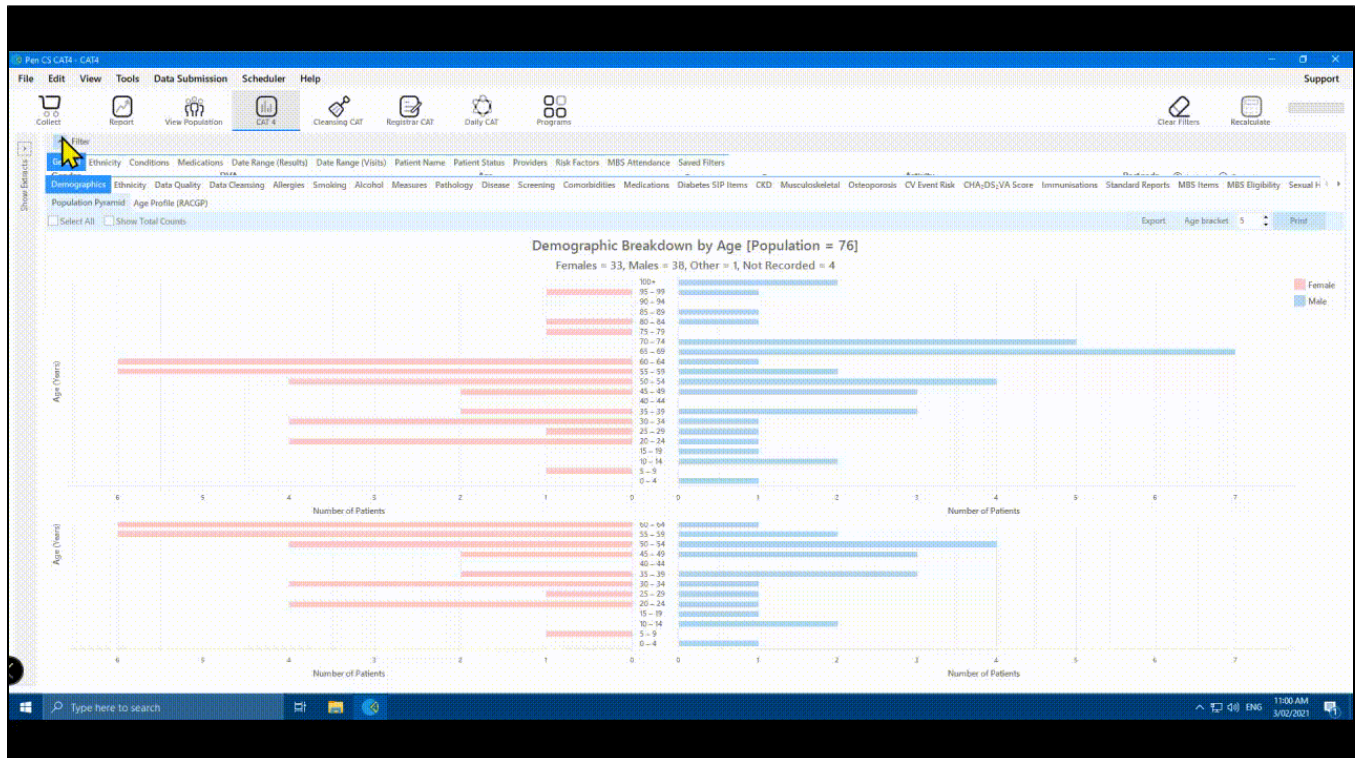 Pen CS CAT4 - CAT4
File Edit View Tools Data Submission Scheduler Help Support
Collect Report View Population CAT 4 Cleansing CAT Registrar CAT Daily CAT Programs Clear Filters Recalculate
Filter
Show Extracts
Ethnicity Conditions Medications Date Range (Results) Date Range (Visits) Patient Name Patient Status Providers Risk Factors MBS Attendance Saved Filters
Demographics Ethnicity Data Quality Data Cleansing Allergies Smoking Alcohol Measures Pathology Disease Screening Comorbidities Medications Diabetes SIP Items CKD Musculoskeletal Osteoporosis CV Event Risk CHA₂DS₂VA Score Immunisations Standard Reports MBS Items MBS Eligibility Sexual H
Population Pyramid Age Profile (RACGP)
Select All Show Total Counts Export Age bracket 5 Print
Demographic Breakdown by Age [Population = 76]
Females = 33, Males = 38, Other = 1, Not Recorded = 4
Female
Male
Age (Years)
100+
95 – 99
90 – 94
85 – 89
80 – 84
75 – 79
70 – 74
65 – 69
60 – 64
55 – 59
50 – 54
45 – 49
40 – 44
35 – 39
30 – 34
25 – 29
20 – 24
15 – 19
10 – 14
5 – 9
0 – 4
6 5 4 3 2 1 0 0 1 2 3 4 5 6 7
Number of Patients Number of Patients
Age (Years)
60 – 64
55 – 59
50 – 54
45 – 49
40 – 44
35 – 39
30 – 34
25 – 29
20 – 24
15 – 19
10 – 14
5 – 9
0 – 4
6 5 4 3 2 1 0 0 1 2 3 4 5 6 7
Number of Patients Number of Patients
Type here to search ENG 11:00 AM
3/02/2021